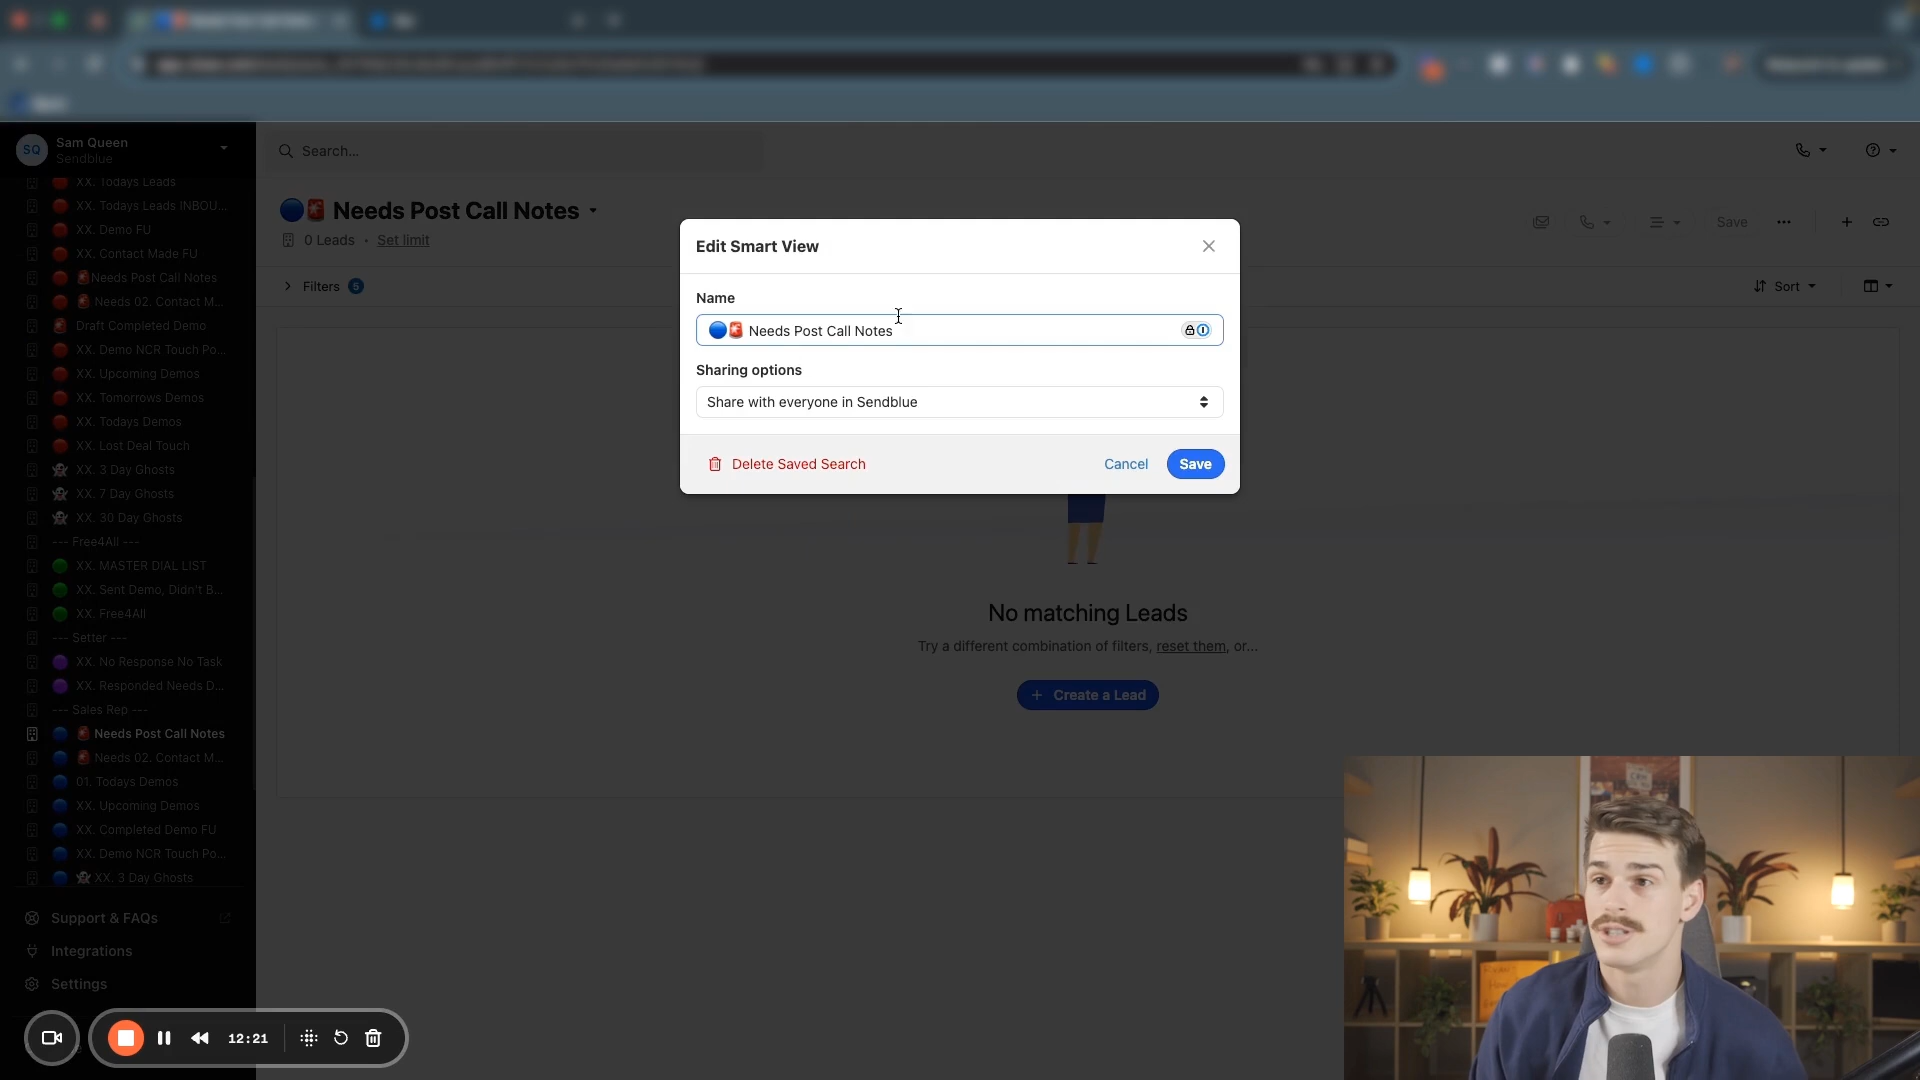 SQ
Sam Queen
Sendblue
XX. Todays Leads
XX. Todays Leads INBOU...
XX. Demo FU
XX. Contact Made FU
Needs Post Call Notes
Needs 02. Contact M...
Draft Completed Demo
XX. Demo NCR Touch Po...
XX. Upcoming Demos
XX. Tomorrows Demos
XX. Todays Demos
XX. Lost Deal Touch
XX. 3 Day Ghosts
XX. 7 Day Ghosts
XX. 30 Day Ghosts
--- Free4All ---
XX. MASTER DIAL LIST
XX. Sent Demo, Didn't B...
XX. Free4All
--- Setter ---
XX. No Response No Task
XX. Responded Needs D...
--- Sales Rep ---
Needs Post Call Notes
Needs 02. Contact M...
01. Todays Demos
XX. Upcoming Demos
XX. Completed Demo FU
XX. Demo NCR Touch Po...
XX. 3 Day Ghosts
Support & FAQs
Integrations
Settings
12:21
Search...
Needs Post Call Notes
0 Leads • Set limit
Save
Filters 5
Sort
Edit Smart View
Name
Needs Post Call Notes
Sharing options
Share with everyone in Sendblue
Delete Saved Search
Cancel
Save
No matching Leads
Try a different combination of filters, reset them, or...
+ Create a Lead